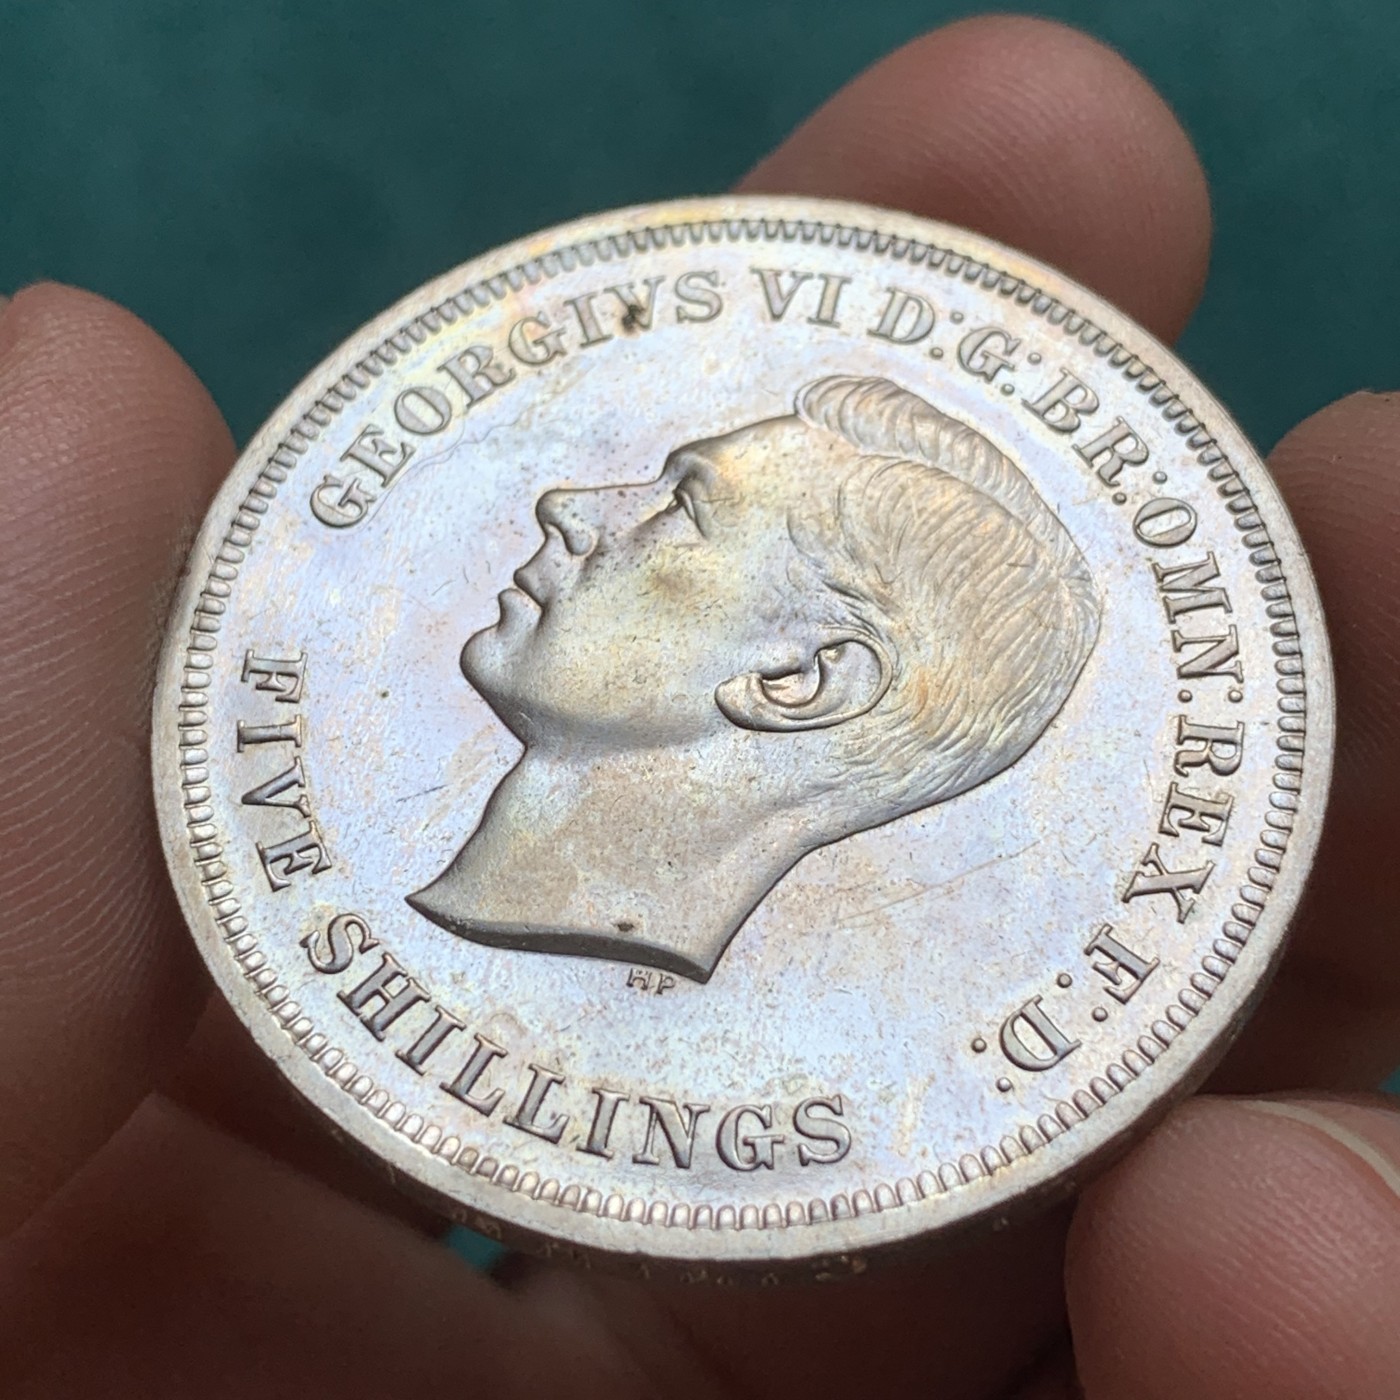 GEORGIVS VI D:G:BR:OMN:REX F:D:
FIVE SHILLINGS
HP